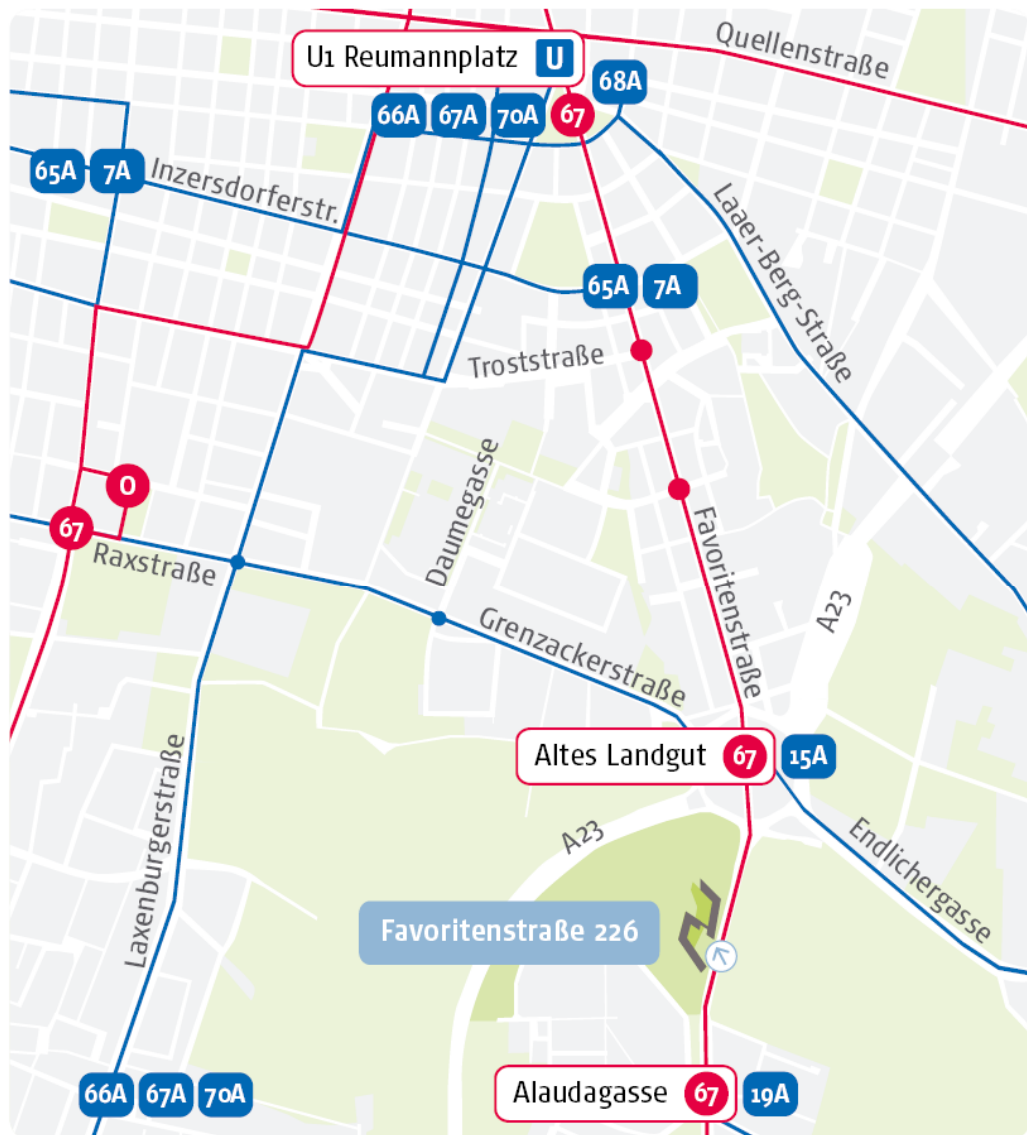 Quellenstraße
U1 Reumannplatz U
68A
66A 67A 70A 67
65A 7A
Inzersdorferstr.
Laaer-Berg-Straße
65A 7A
Troststraße
Daumegasse
O
67
Raxstraße
Favoritenstraße
A23
Grenzackerstraße
Altes Landgut 67 15A
Laxenburgerstraße
A23
Endlichergasse
Favoritenstraße 226
66A 67A 70A
Alaudagasse 67 19A